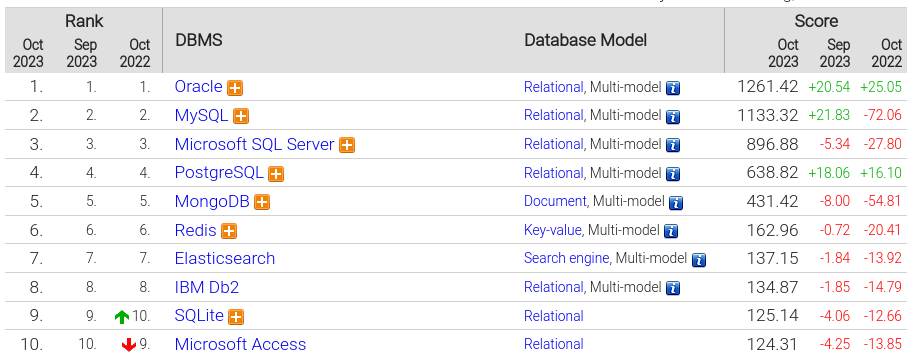 Rank Score
Oct Sep Oct DBMS Database Model Oct Sep Oct
2023 2023 2022 2023 2023 2022
1. 1. 1. Oracle Relational, Multi-model 1261.42 +20.54 +25.05
2. 2. 2. MySQL Relational, Multi-model 1133.32 +21.83 -72.06
3. 3. 3. Microsoft SQL Server Relational, Multi-model 896.88 -5.34 -27.80
4. 4. 4. PostgreSQL Relational, Multi-model 638.82 +18.06 +16.10
5. 5. 5. MongoDB Document, Multi-model 431.42 -8.00 -54.81
6. 6. 6. Redis Key-value, Multi-model 162.96 -0.72 -20.41
7. 7. 7. Elasticsearch Search engine, Multi-model 137.15 -1.84 -13.92
8. 8. 8. IBM Db2 Relational, Multi-model 134.87 -1.85 -14.79
9. 9. 10. SQLite Relational 125.14 -4.06 -12.66
10. 10. 9. Microsoft Access Relational 124.31 -4.25 -13.85